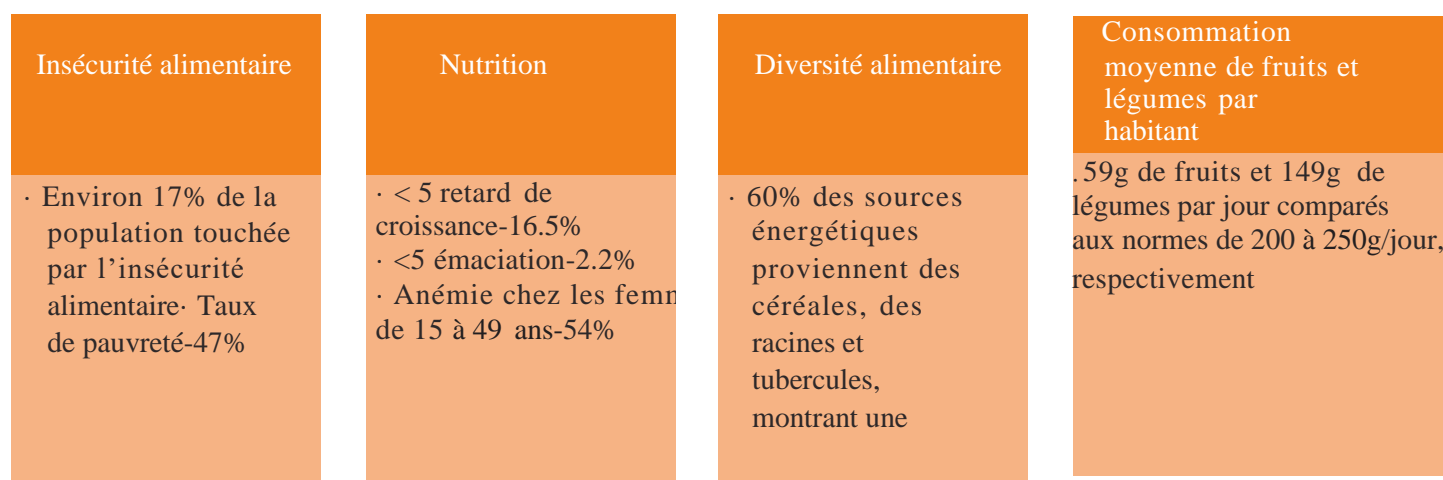 Insécurité alimentaire
· Environ 17% de la
population touchée
par l’insécurité
alimentaire· Taux
de pauvreté-47%
Nutrition
· < 5 retard de
croissance-16.5%
· <5 émaciation-2.2%
· Anémie chez les
de 15 à 49 ans-54%
Diversité alimentaire
· 60% des sources
énergétiques
proviennent des
céréales, des
racines et
tubercules,
montrant une
Consommation
moyenne de fruits et
légumes par
habitant
. 59g de fruits et 149g de
légumes par jour comparés
aux normes de 200 à 250g/jour,
respectivement